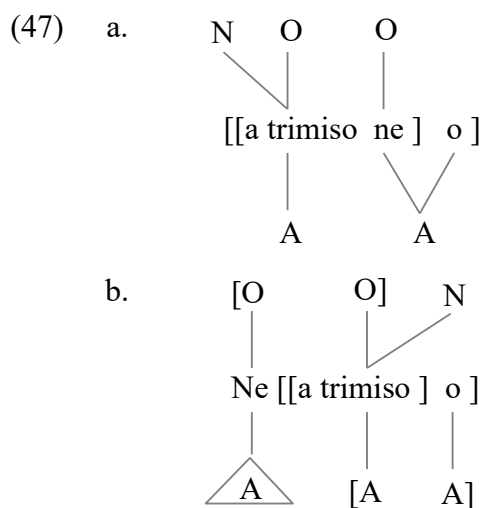 (47) a. N O O
[[a trimiso ne ] o ]
A A
b. [O O] N
Ne [[a trimiso ] o ]
A [A A]